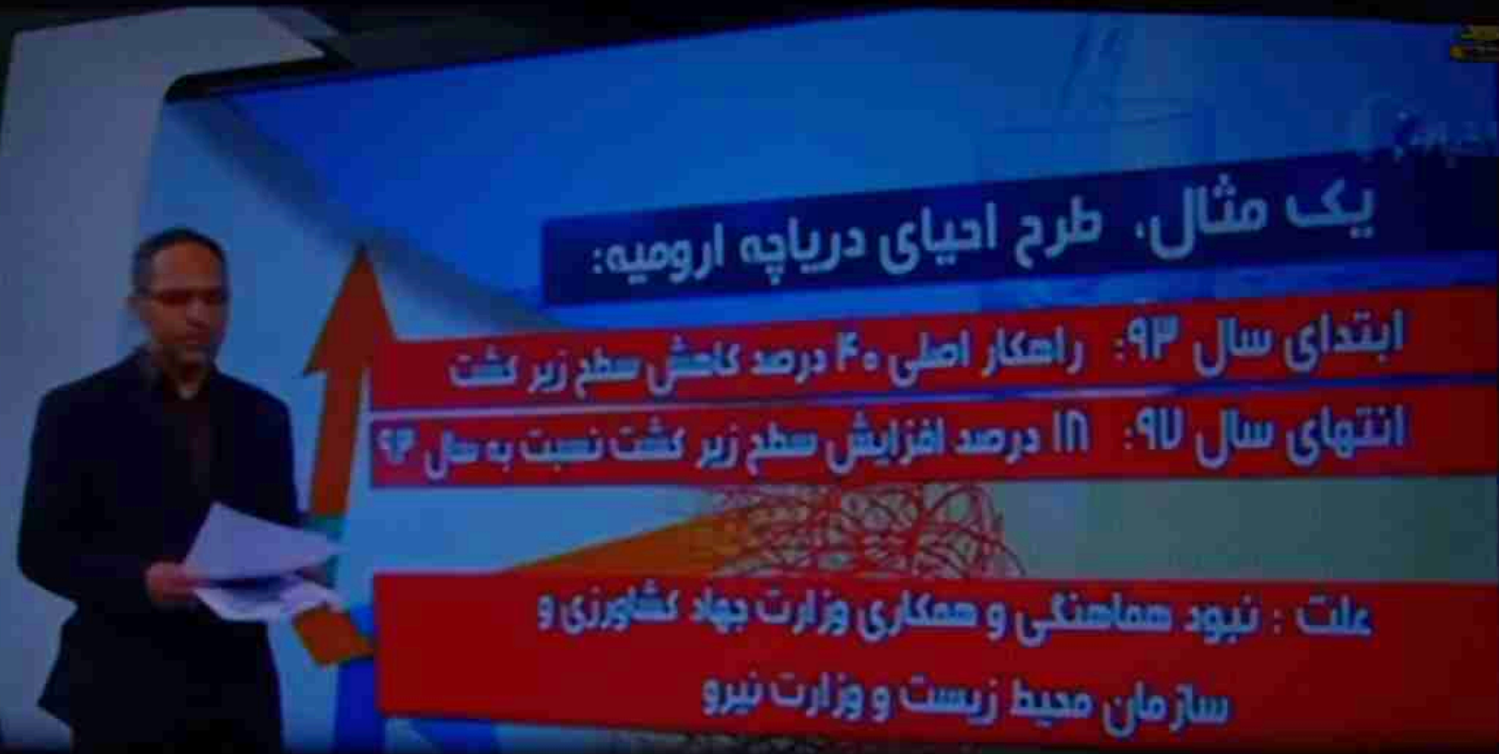 یک مثال، طرح احیای دریاچه ارومیه:
ابتدای سال ۹۳: راهکار اصلی ۴۰ درصد کاهش سطح زیر کشت
انتهای سال ۹۷: ۱۸ درصد افزایش سطح زیر کشت نسبت به سال ۹۳
علت : نبود هماهنگی و همکاری وزارت جهاد کشاورزی و
سازمان محیط زیست و وزارت نیرو